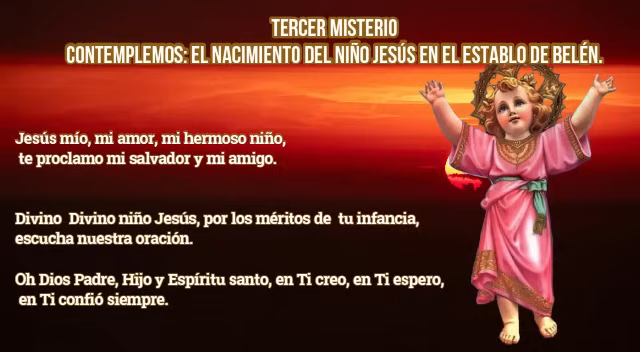 TERCER MISTERIO
CONTEMPLEMOS: EL NACIMIENTO DEL NIÑO JESÚS EN EL ESTABLO DE BELÉN.
Jesús mío, mi amor, mi hermoso niño,
te proclamo mi salvador y mi amigo.
Divino Divino niño Jesús, por los méritos de tu infancia,
escucha nuestra oración.
Oh Dios Padre, Hijo y Espíritu santo, en Ti creo, en Ti espero,
en Ti confió siempre.